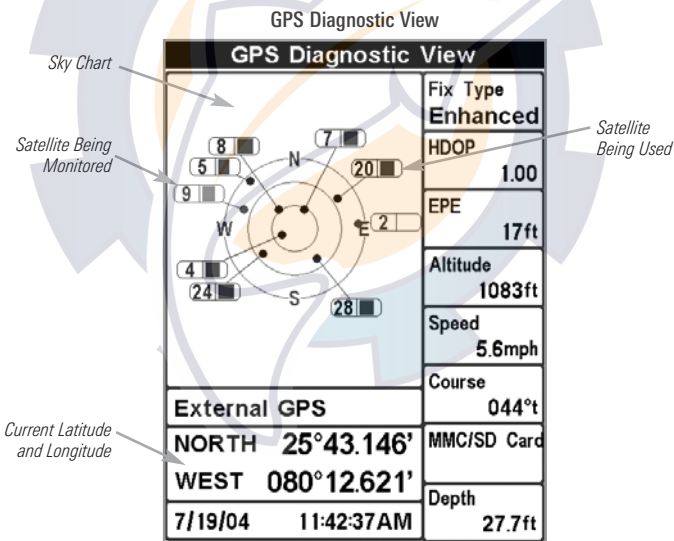 GPS Diagnostic View
GPS Diagnostic View
Sky Chart
Satellite Being
Monitored
Satellite
Being Used
8
7
5
20
9
2
4
24
28
N
W
E
S
Fix Type
Enhanced
HDOP
1.00
EPE
17ft
Altitude
1083ft
Speed
5.6mph
Course
044°t
MMC/SD Card
Depth
27.7ft
External GPS
Current Latitude
and Longitude
NORTH 25°43.146'
WEST 080°12.621'
7/19/04 11:42:37AM